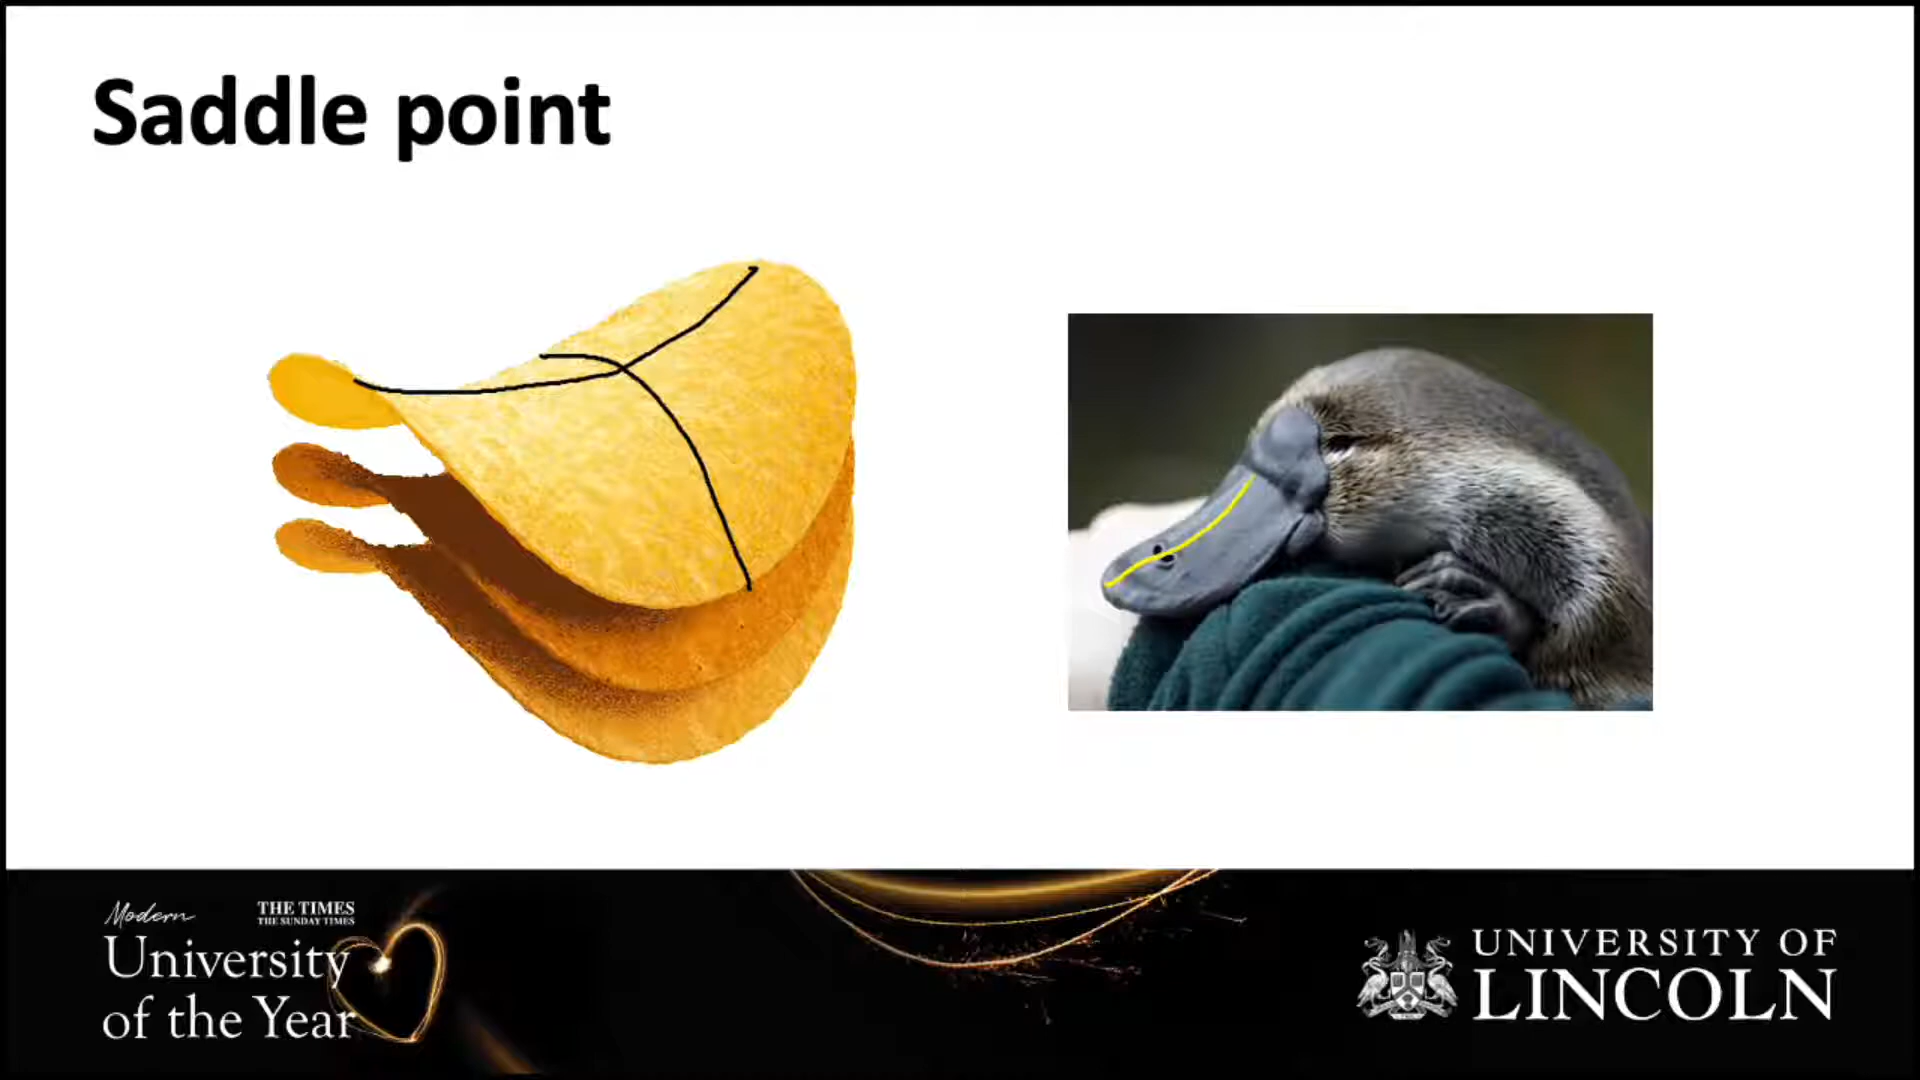 Saddle point
Modern
THE TIMES
THE SUNDAY TIMES
University
of the Year
UNIVERSITY OF
LINCOLN